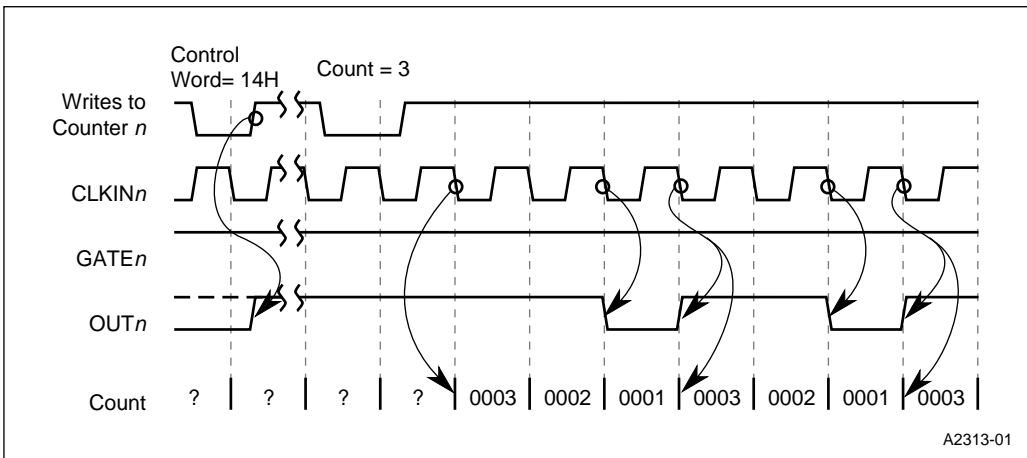 Control
Word= 14H
Count = 3
Writes to
Counter n
CLKINn
GATEn
OUTn
Count ? ? ? ? 0003 0002 0001 0003 0002 0001 0003
A2313-01